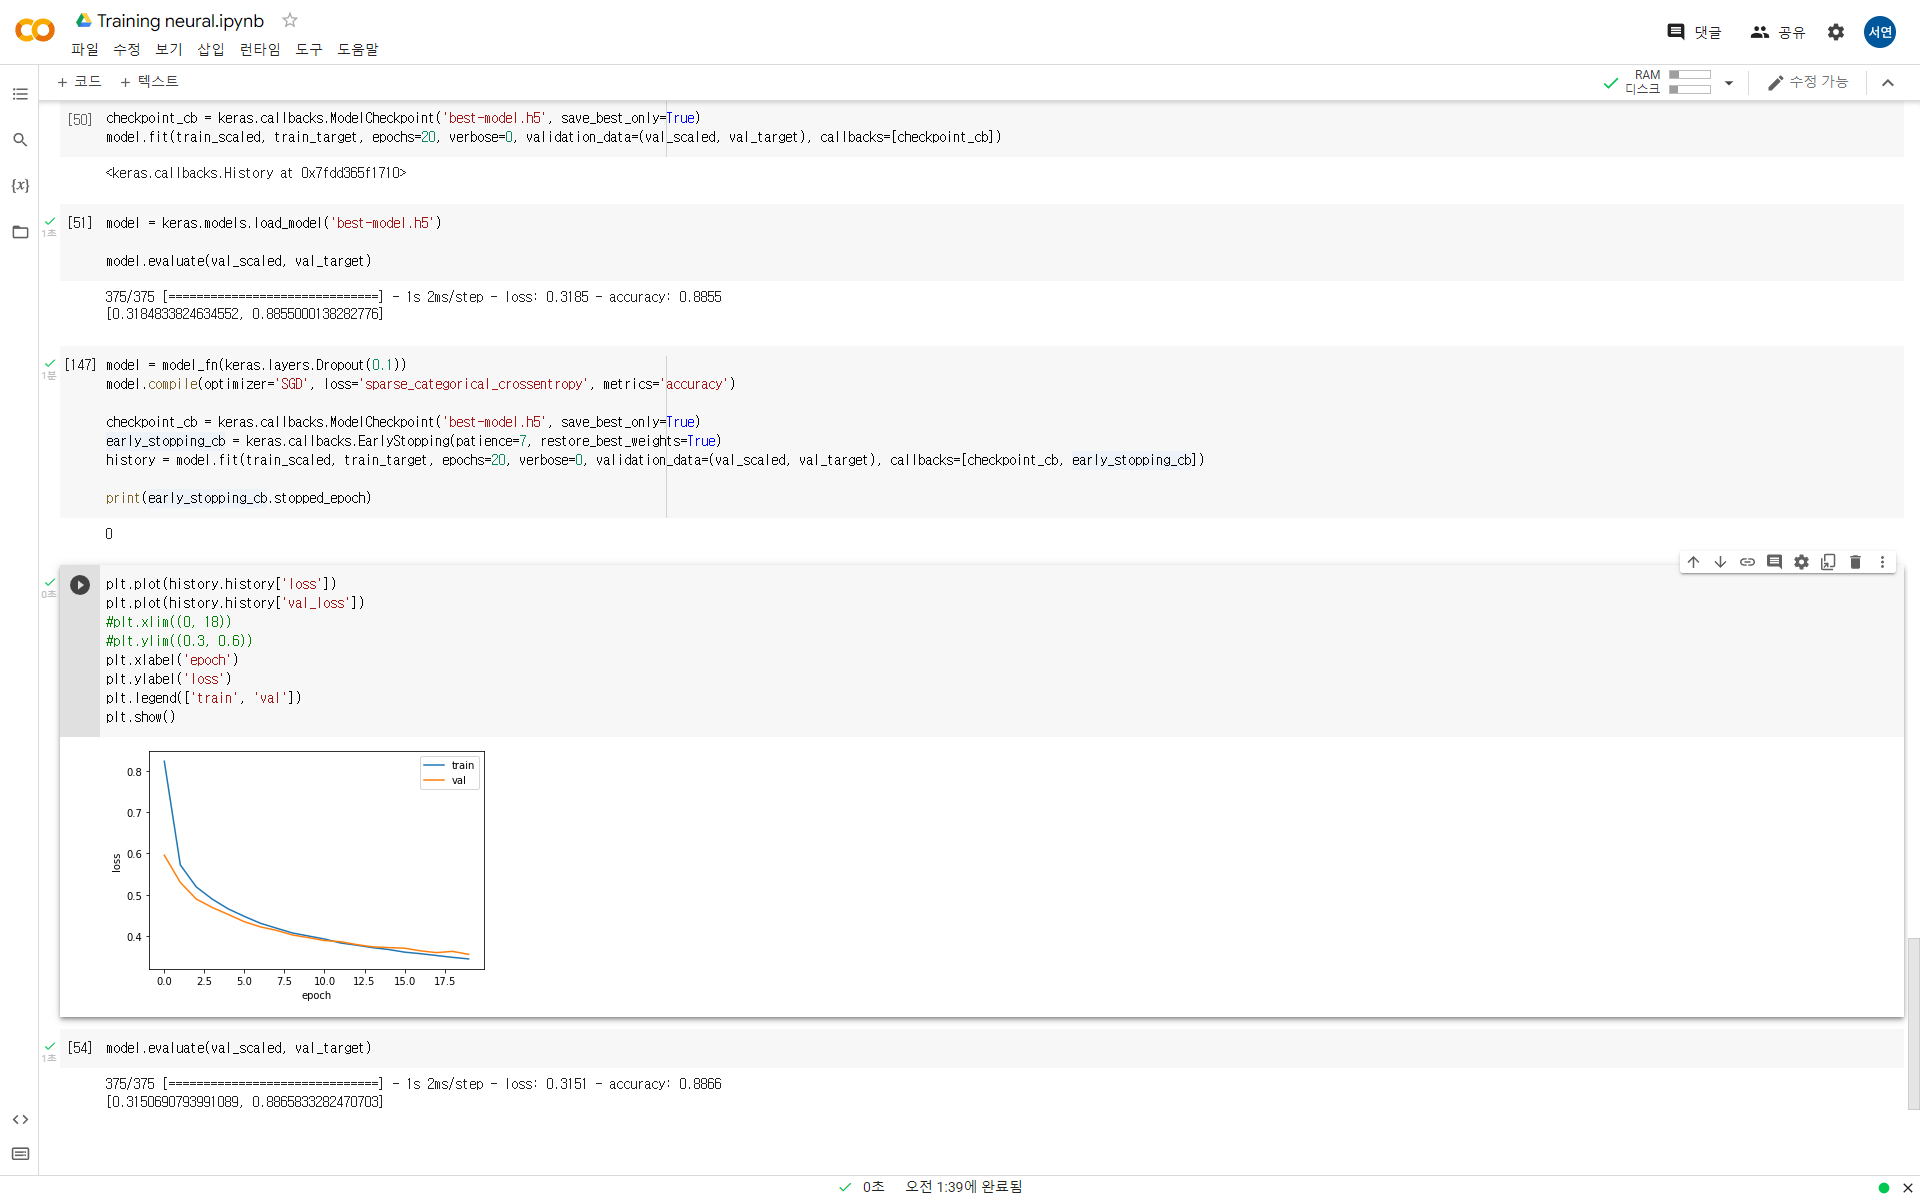 Training neural.ipynb
파일 수정 보기 삽입 런타임 도구 도움말
댓글 공유 서연
+ 코드 + 텍스트
RAM
디스크
수정 가능
[50] checkpoint_cb = keras.callbacks.ModelCheckpoint('best-model.h5', save_best_only=True)
model.fit(train_scaled, train_target, epochs=20, verbose=0, validation_data=(val_scaled, val_target), callbacks=[checkpoint_cb])
<keras.callbacks.History at 0x7fdd365f1710>
[51] model = keras.models.load_model('best-model.h5')
1초
model.evaluate(val_scaled, val_target)
375/375 [==============================] - 1s 2ms/step - loss: 0.3185 - accuracy: 0.8855
[0.3184833824634552, 0.8855000138282776]
[147] model = model_fn(keras.layers.Dropout(0.1))
1분
model.compile(optimizer='SGD', loss='sparse_categorical_crossentropy', metrics='accuracy')
checkpoint_cb = keras.callbacks.ModelCheckpoint('best-model.h5', save_best_only=True)
early_stopping_cb = keras.callbacks.EarlyStopping(patience=7, restore_best_weights=True)
history = model.fit(train_scaled, train_target, epochs=20, verbose=0, validation_data=(val_scaled, val_target), callbacks=[checkpoint_cb, early_stopping_cb])
print(early_stopping_cb.stopped_epoch)
0
plt.plot(history.history['loss'])
0초
plt.plot(history.history['val_loss'])
#plt.xlim((0, 18))
#plt.ylim((0.3, 0.6))
plt.xlabel('epoch')
plt.ylabel('loss')
plt.legend(['train', 'val'])
plt.show()
train
val
0.8
0.7
0.6
0.5
0.4
loss
0.0 2.5 5.0 7.5 10.0 12.5 15.0 17.5
epoch
[54] model.evaluate(val_scaled, val_target)
1초
375/375 [==============================] - 1s 2ms/step - loss: 0.3151 - accuracy: 0.8866
[0.3150690793991089, 0.8865833282470703]
0초 오전 1:39에 완료됨